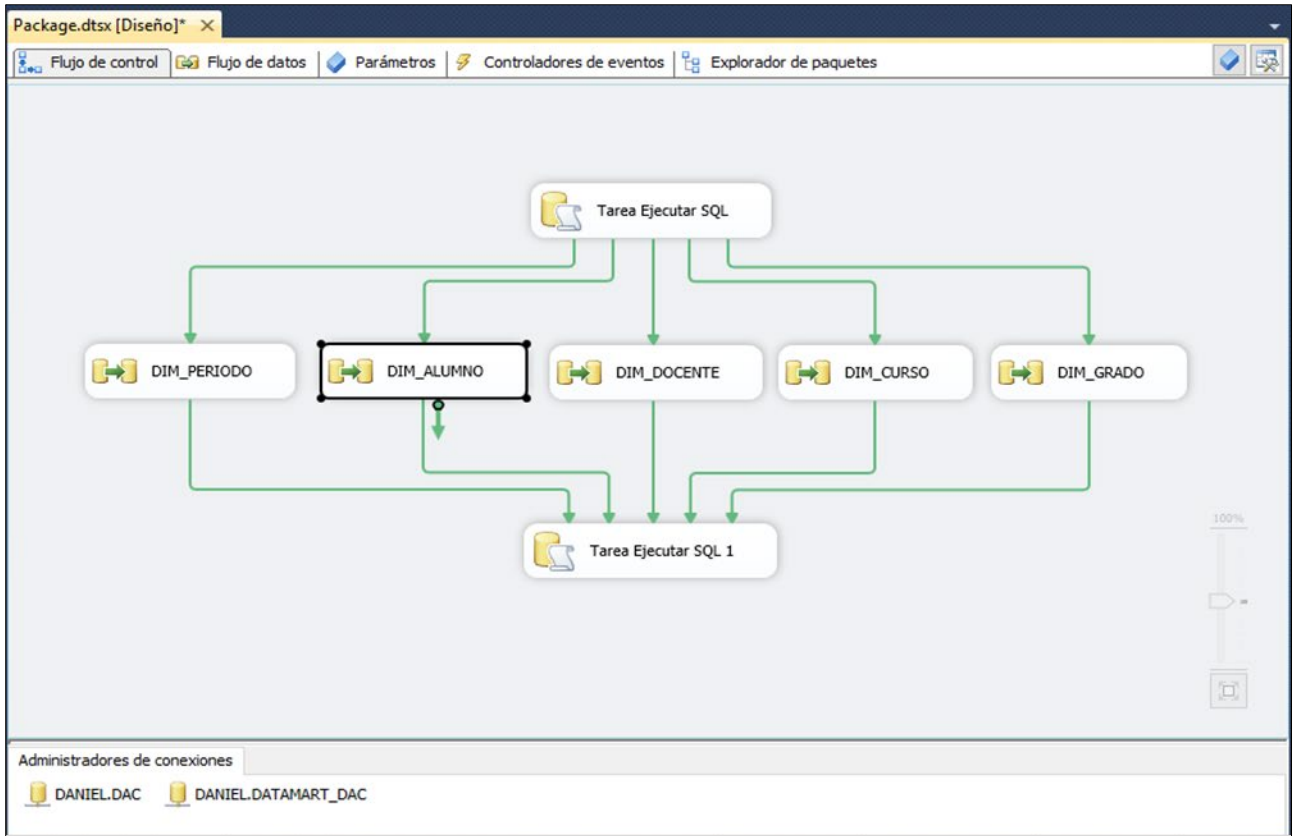 Package.dtsx [Diseño]*
Flujo de control Flujo de datos Parámetros Controladores de eventos Explorador de paquetes
Tarea Ejecutar SQL
DIM_PERIODO DIM_ALUMNO DIM_DOCENTE DIM_CURSO DIM_GRADO
100%
Tarea Ejecutar SQL 1
Administradores de conexiones
DANIEL.DAC DANIEL.DATAMART_DAC